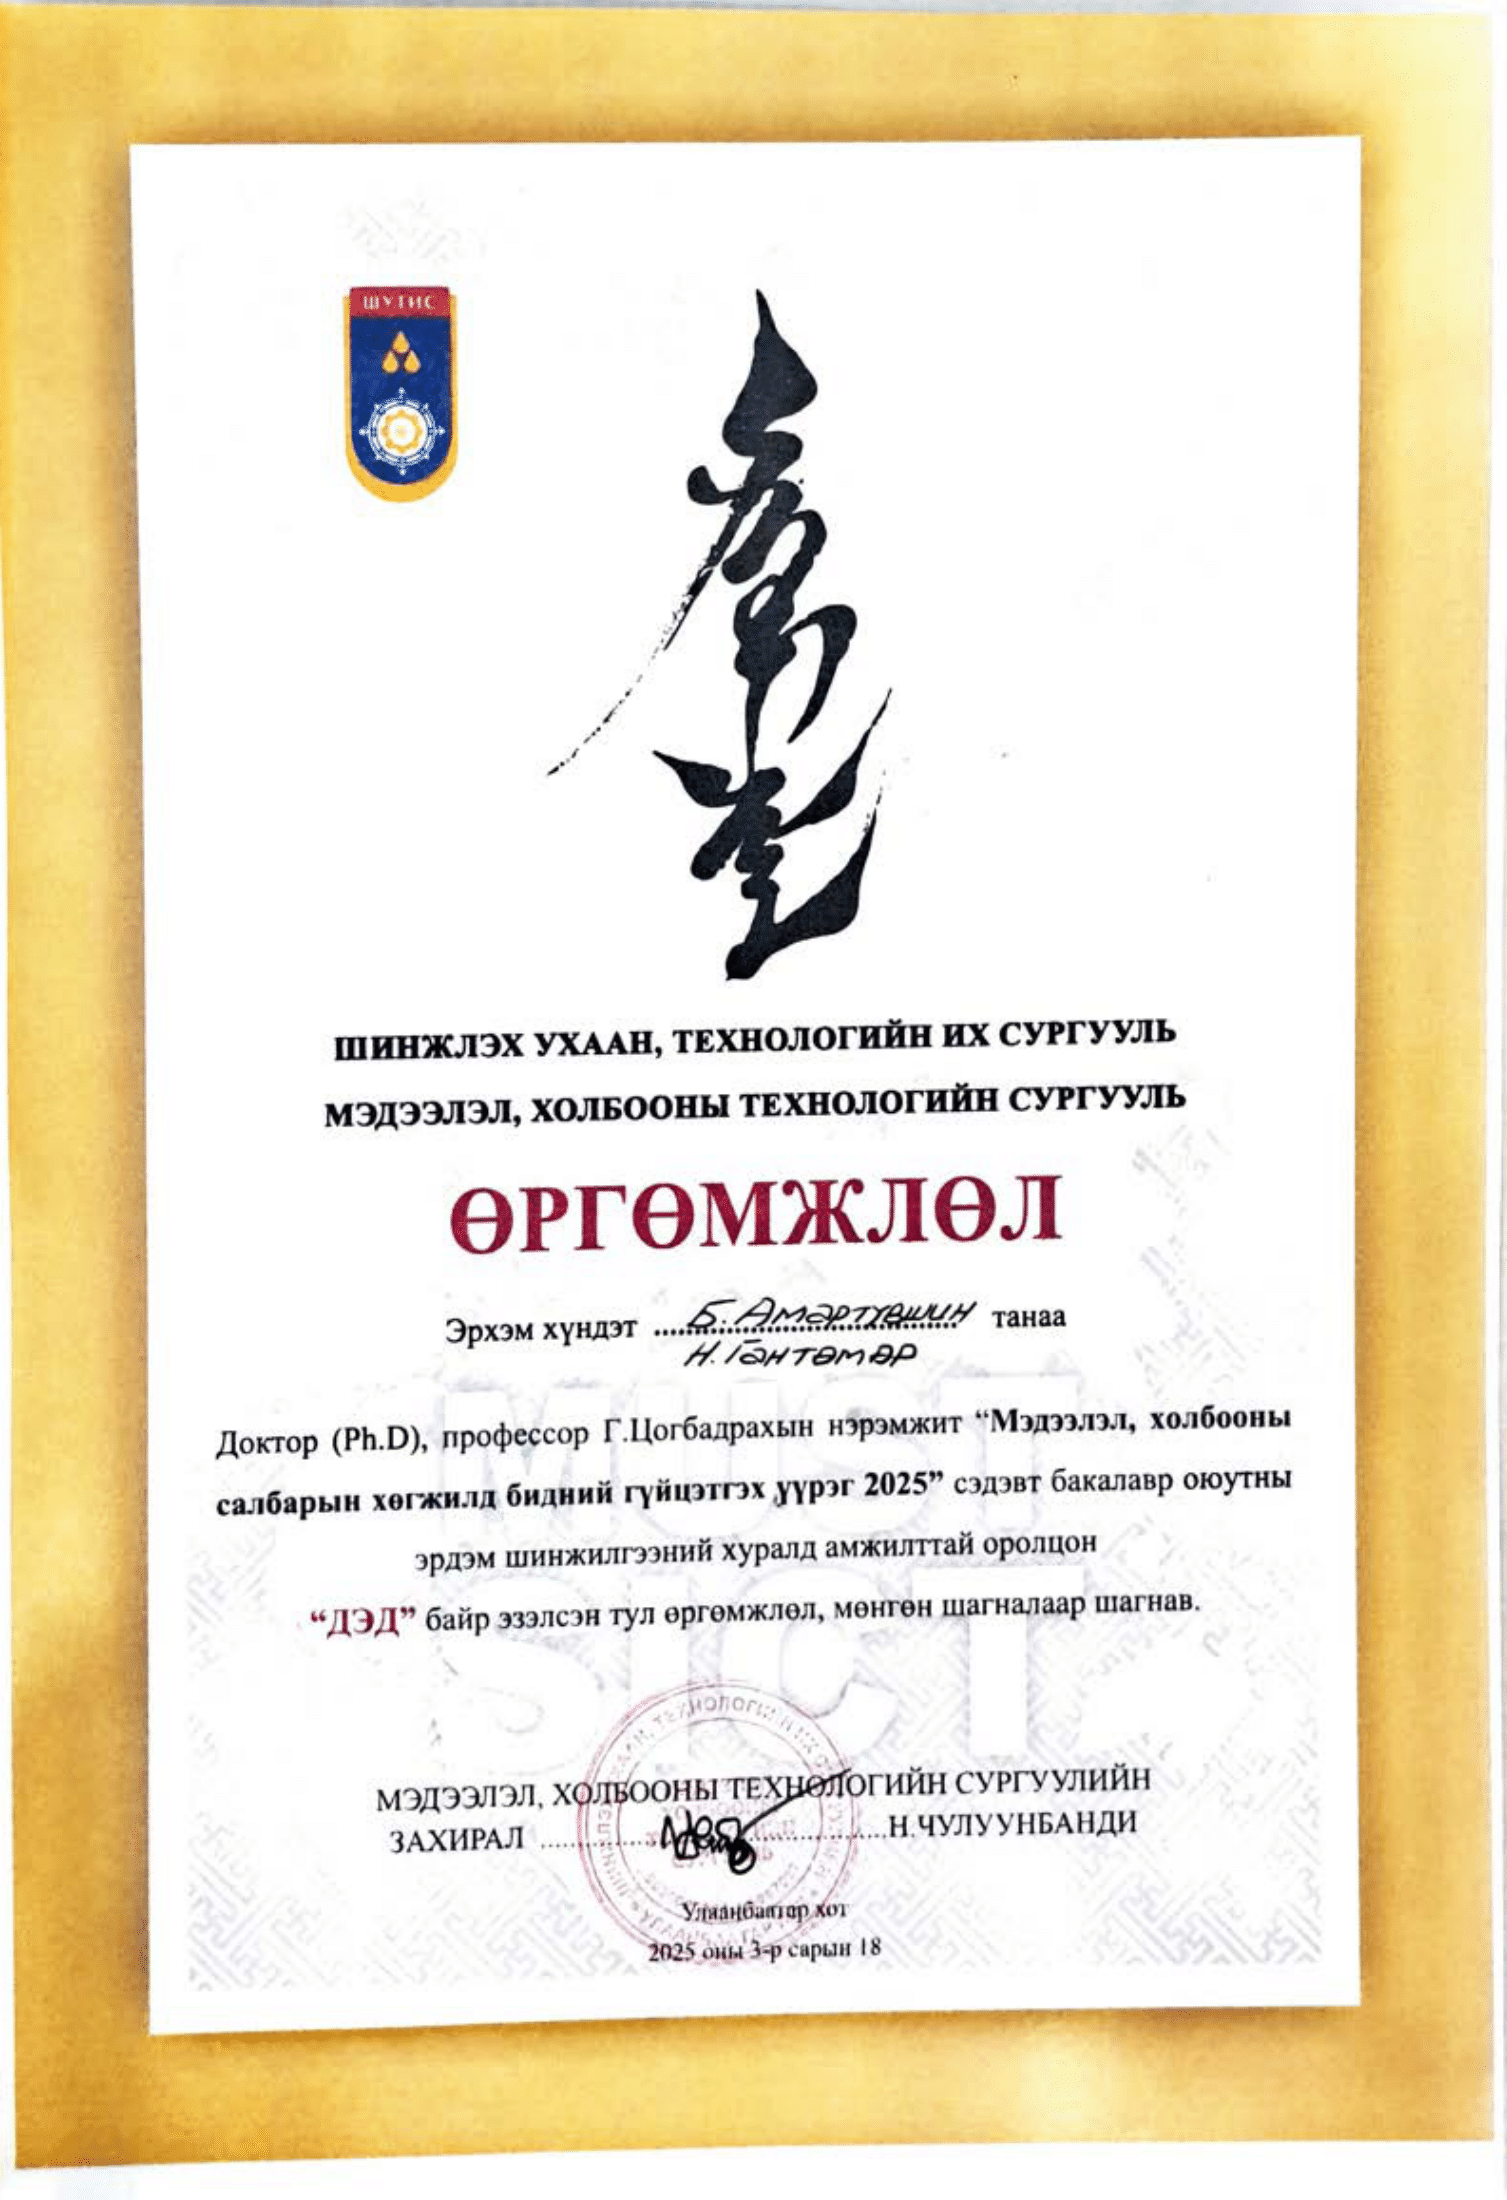 ШУТИС
ШИНЖЛЭХ УХААН, ТЕХНОЛОГИЙН ИХ СУРГУУЛЬ
МЭДЭЭЛЭЛ, ХОЛБООНЫ ТЕХНОЛОГИЙН СУРГУУЛЬ
ӨРГӨМЖЛӨЛ
Эрхэм хүндэт Б. Амартүвшин танаа
Н. Гантөмөр
Доктор (Ph.D), профессор Г.Цогбадрахын нэрэмжит “Мэдээлэл, холбооны
салбарын хөгжилд бидний гүйцэтгэх үүрэг 2025” сэдэвт бакалавр оюутны
эрдэм шинжилгээний хуралд амжилттай оролцон
“ДЭД” байр эзэлсэн тул өргөмжлөл, мөнгөн шагналаар шагнав.
MUST
SICT
МЭДЭЭЛЭЛ, ХОЛБООНЫ ТЕХНОЛОГИЙН СУРГУУЛИЙН
ЗАХИРАЛ ........................................Н.ЧУЛУУНБАНДИ
Улаанбаатар хот
2025 оны 3-р сарын 18